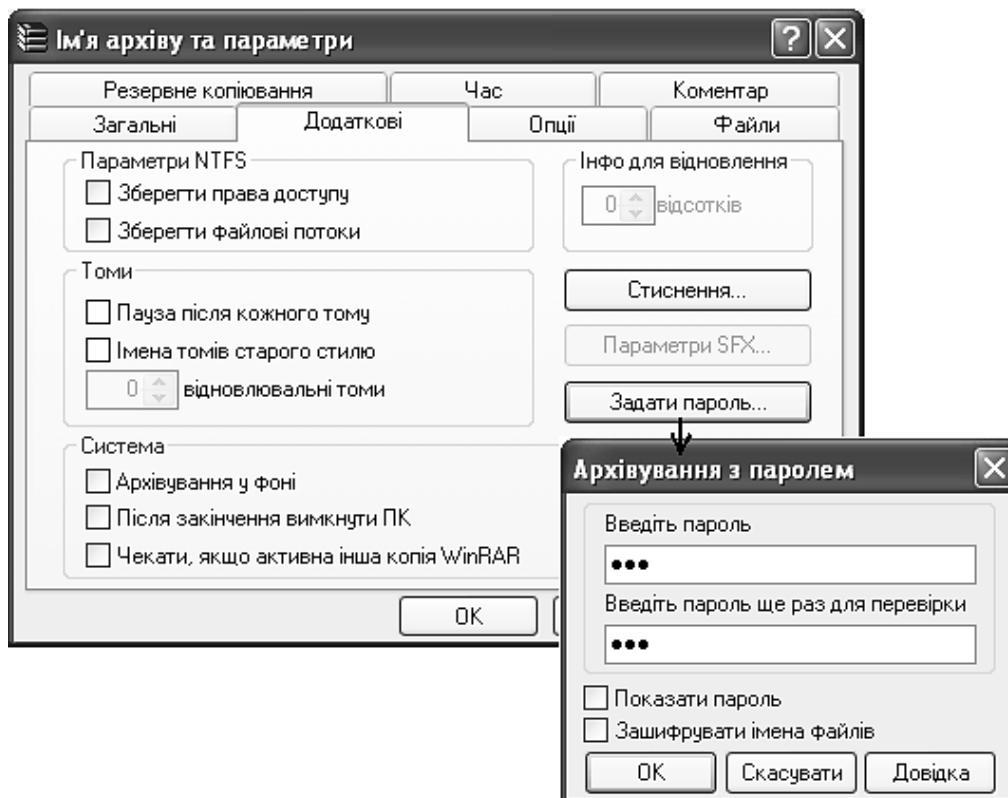 Ім'я архіву та параметри
Резервне копіювання
Час
Коментар
Загальні
Додаткові
Опції
Файли
Параметри NTFS
Зберегти права доступу
Зберегти файлові потоки
Інфо для відновлення
0 відсотків
Томи
Пауза після кожного тому
Імена томів старого стилю
0 відновлювальні томи
Стиснення...
Параметри SFX...
Задати пароль...
Система
Архівування у фоні
Після закінчення вимкнути ПК
Чекати, якщо активна інша копія WinRAR
OK
Архівування з паролем
Введіть пароль
•••
Введіть пароль ще раз для перевірки
•••
Показати пароль
Зашифрувати імена файлів
OK
Скасувати
Довідка